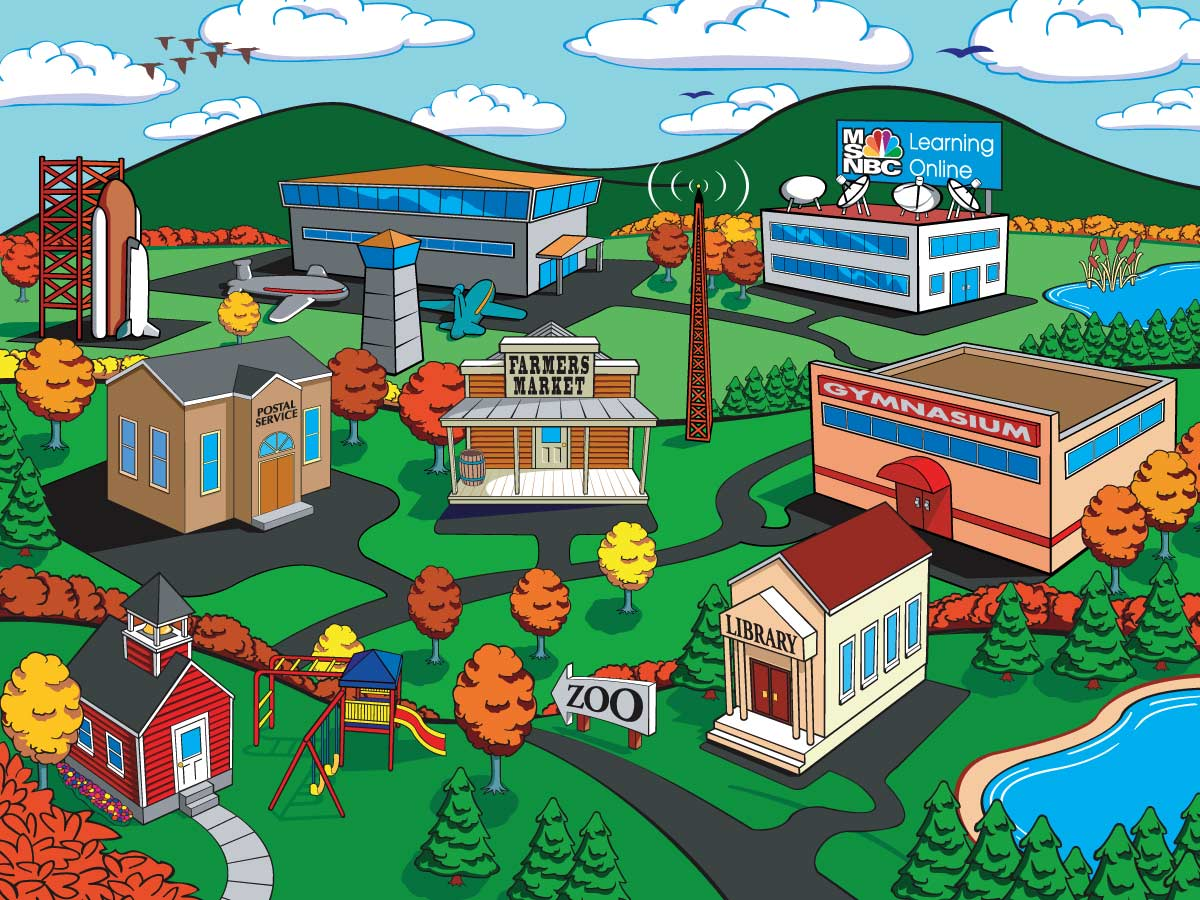 MSNBC Learning
Online
FARMERS
MARKET
GYMNASIUM
POSTAL
SERVICE
LIBRARY
ZOO